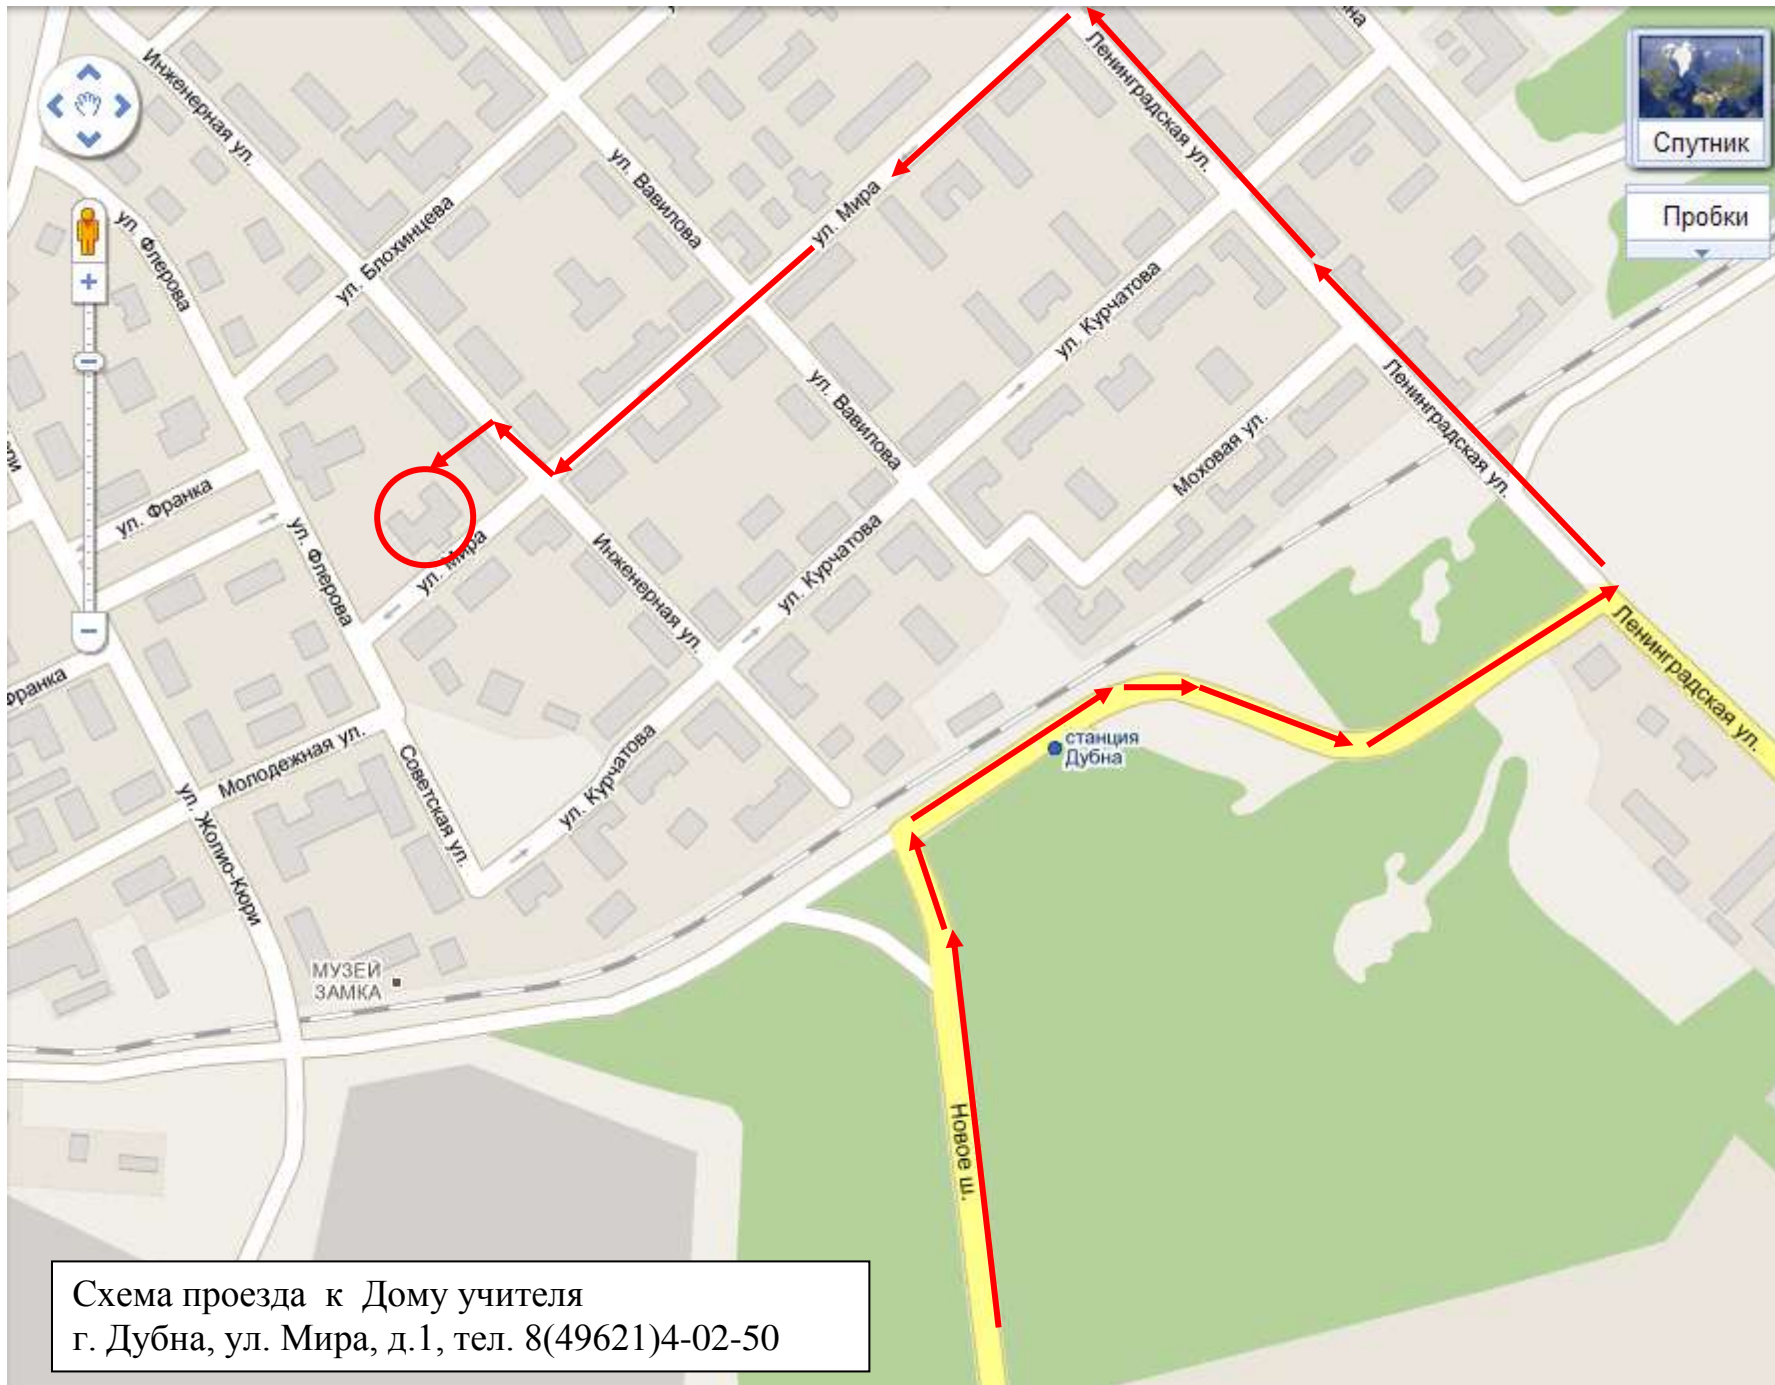 на
на
Спутник
Пробки
Инженерная ул.
Ленинградская ул.
ул. Вавилова
ул. Мира
ул. Флерова
ул. Блохинцева
ул. Курчатова
Ленинградская ул.
ул. Вавилова
Моховая ул.
ри
ул. Франка
ул. Флерова
ул. Мира
Инженерная ул.
ул. Курчатова
Франка
Ленинградская ул.
станция
Дубна
Молодежная ул.
Советская ул.
ул. Курчатова
ул. Жолио-Кюри
МУЗЕЙ
ЗАМКА
Новое ш.
Схема проезда к Дому учителя
г. Дубна, ул. Мира, д.1, тел. 8(49621)4-02-50